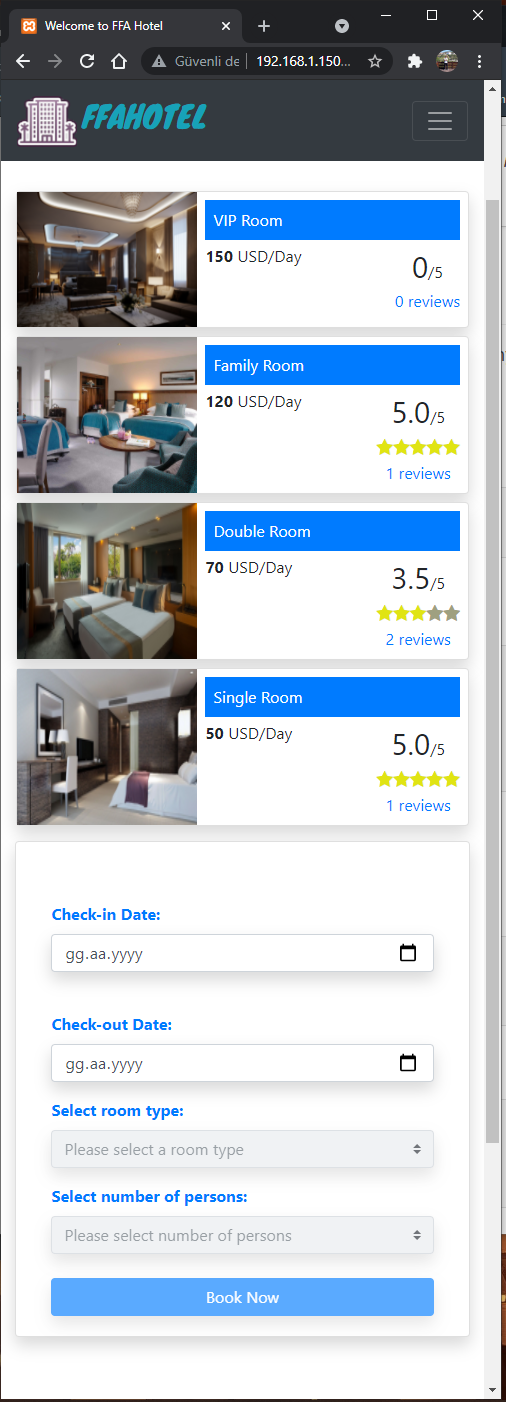 Welcome to FFA Hotel
Güvenli de
192.168.1.150...
FFAHOTEL
VIP Room
150 USD/Day
0/5
0 reviews
Family Room
120 USD/Day
5.0/5
1 reviews
Double Room
70 USD/Day
3.5/5
2 reviews
Single Room
50 USD/Day
5.0/5
1 reviews
Check-in Date:
gg.aa.yyyy
Check-out Date:
gg.aa.yyyy
Select room type:
Please select a room type
Select number of persons:
Please select number of persons
Book Now